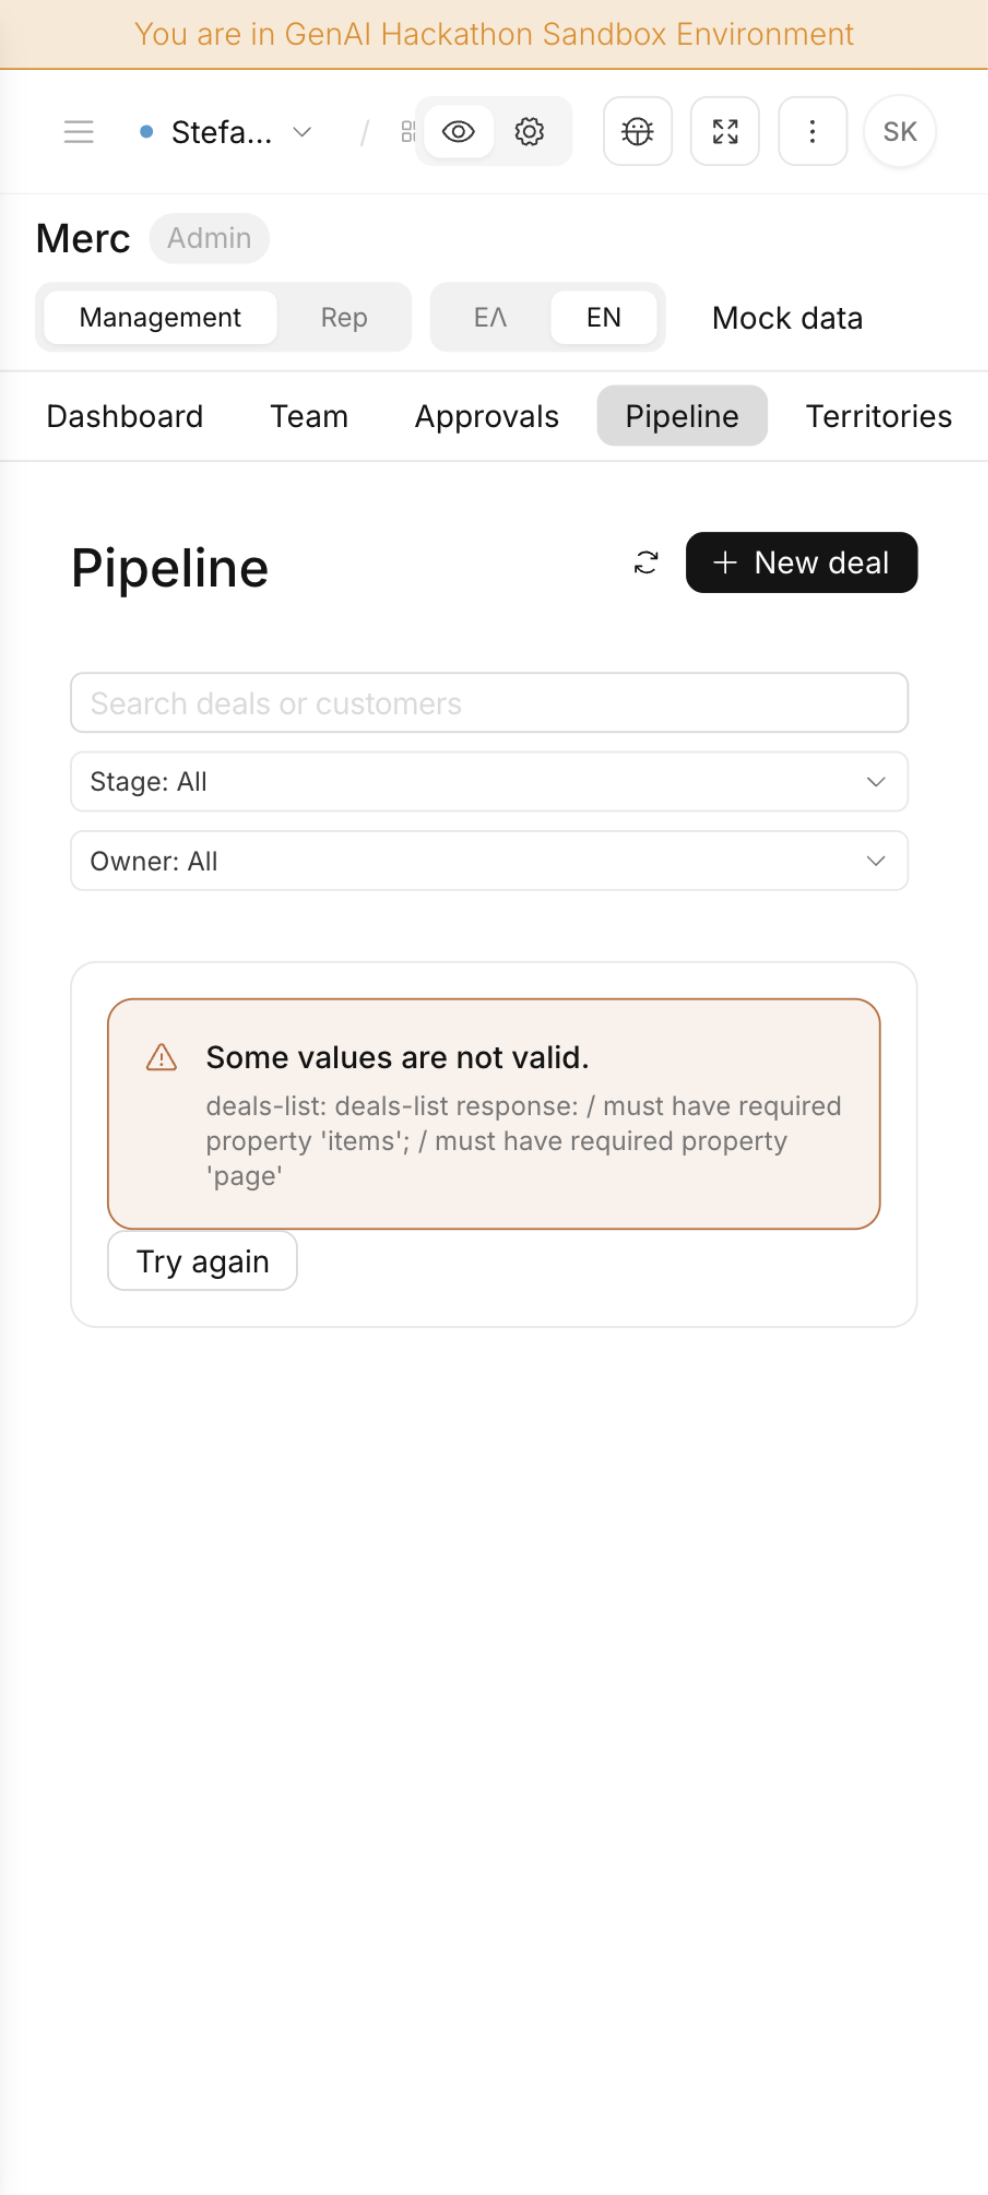 You are in GenAI Hackathon Sandbox Environment
Stefa... /
SK
Merc Admin
Management Rep ΕΛ EN Mock data
Dashboard Team Approvals Pipeline Territories
Pipeline + New deal
Search deals or customers
Stage: All
Owner: All
Some values are not valid.
deals-list: deals-list response: / must have required
property 'items'; / must have required property
'page'
Try again